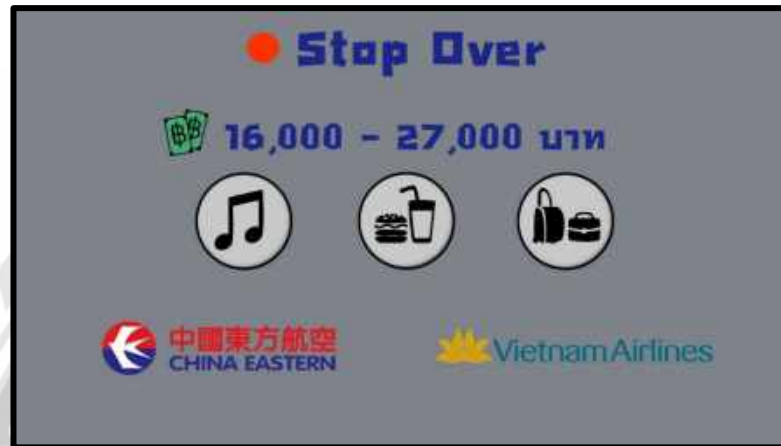 Stop Over
16,000 - 27,000 บาท
中國東方航空
CHINA EASTERN
Vietnam Airlines